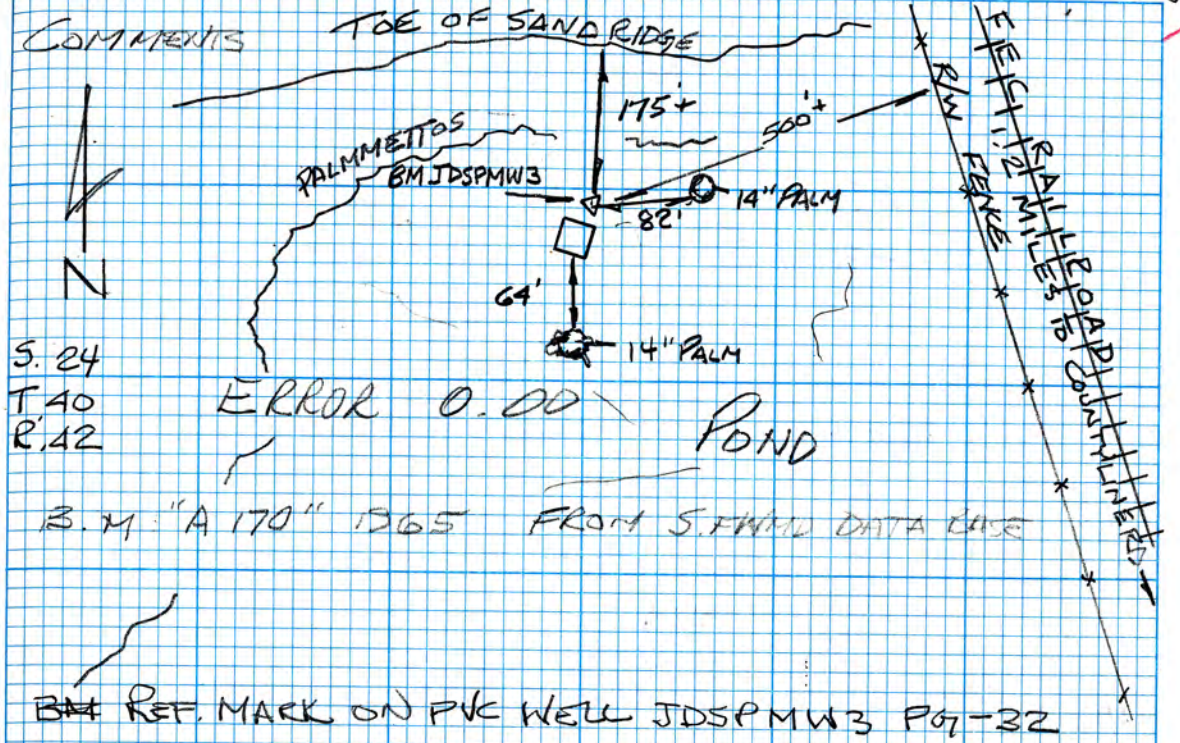 COMMENTS
TOE OF SAND RIDGE
175'+
500'+
PALMMETTOS
BM JDSPMW3
14" PALM
82'
N
64'
14" PALM
R/W FENCE
F.E.C. 1.2 MILES TO COUNTY LINE RD
RAILROAD
S. 24
T. 40
R. 42
ERROR 0.00
POND
B.M. "A 170" 1965 FROM S.FWMD DATA BASE
BM REF. MARK ON PVC WELL JDSPMW3 PG-32